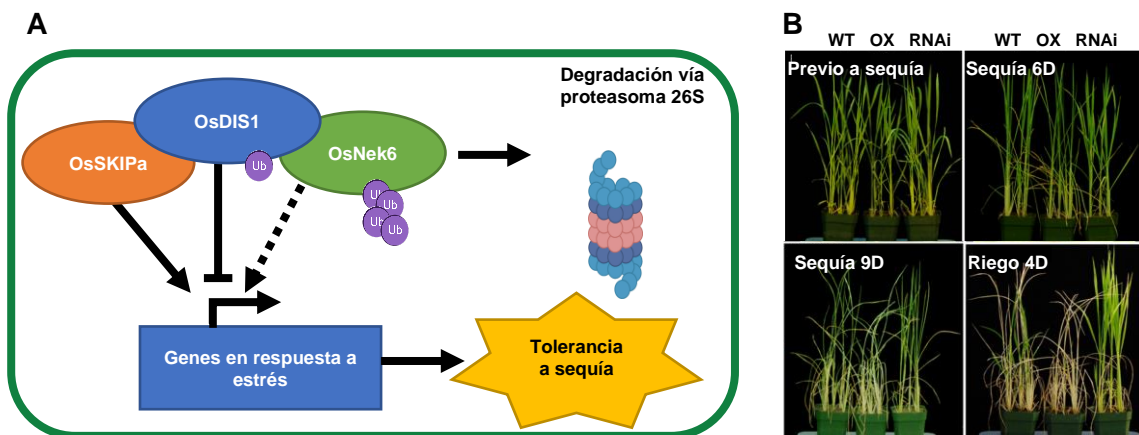 A
Degradación vía
proteasoma 26S
OsDIS1
OsSKIPa
OsNek6
Ub
Ub
Ub
Ub
Ub
Genes en respuesta a
estrés
Tolerancia
a sequía
B
WT OX RNAi WT OX RNAi
Previo a sequía
Sequía 6D
Sequía 9D
Riego 4D